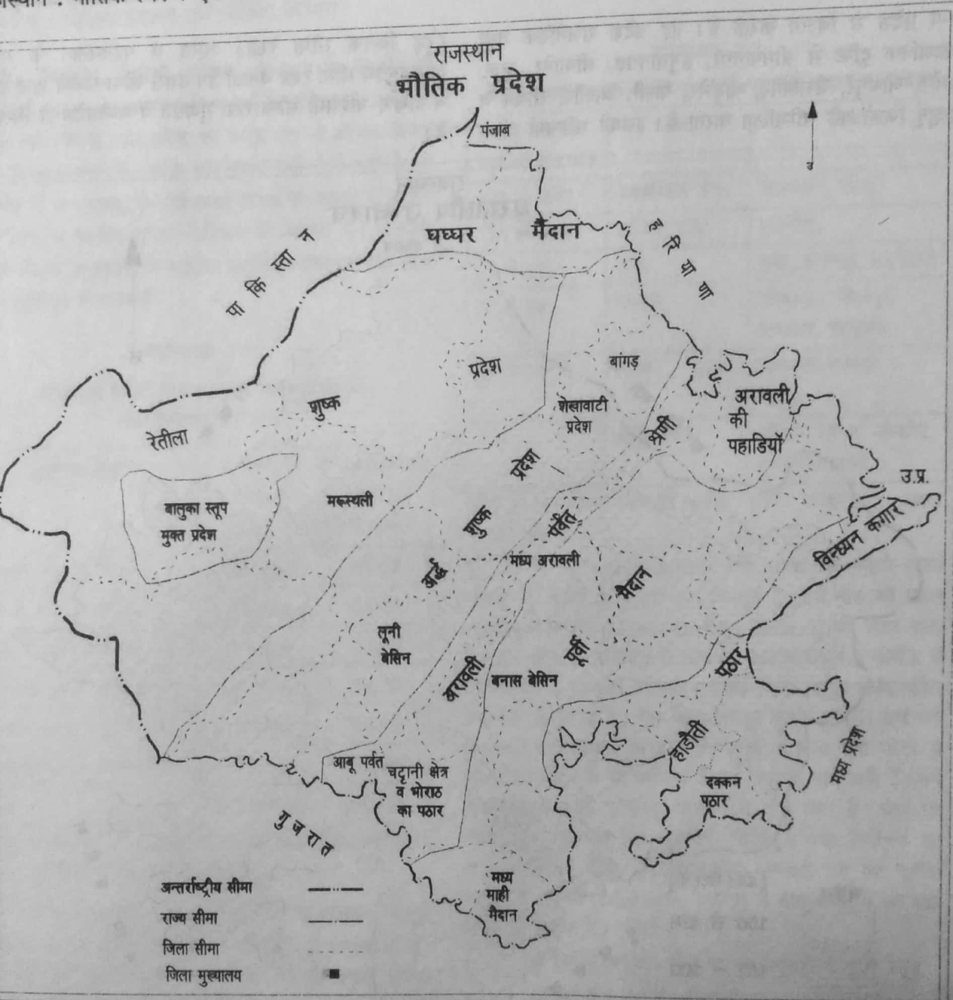 राजस्थान
भौतिक प्रदेश
पंजाब
उ
घघ्घर मैदान
पाकिस्तान
हरियाणा
प्रदेश
बांगड़
शुष्क
शेखावाटी
प्रदेश
अरावली
की
पहाडियाँ
रेतीला
श्रेणी
प्रदेश
उ.प्र.
बालुका स्तूप
मुक्त प्रदेश
मरूस्थली
शुष्क
पर्वत
विन्ध्यन कगार
मध्य अरावली
अर्द्ध
मैदान
लूनी
बेसिन
पूर्वी
अरावली
बनास बेसिन
पठार
हाडौती
मध्य प्रदेश
आबू पर्वत
चट्टानी क्षेत्र
व भोराठ
का पठार
दक्कन
पठार
गुजरात
मध्य
माही
मैदान
अन्तर्राष्ट्रीय सीमा
राज्य सीमा
जिला सीमा
जिला मुख्यालय